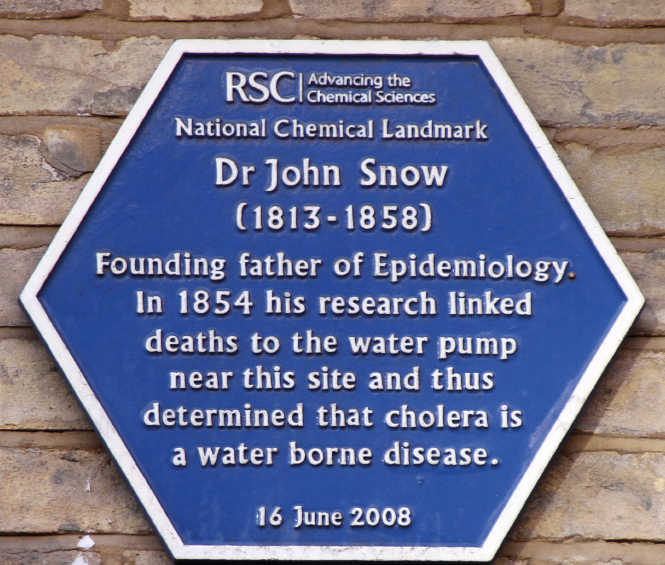 RSC | Advancing the
Chemical Sciences
National Chemical Landmark
Dr John Snow
(1813-1858)
Founding father of Epidemiology.
In 1854 his research linked
deaths to the water pump
near this site and thus
determined that cholera is
a water borne disease.
16 June 2008